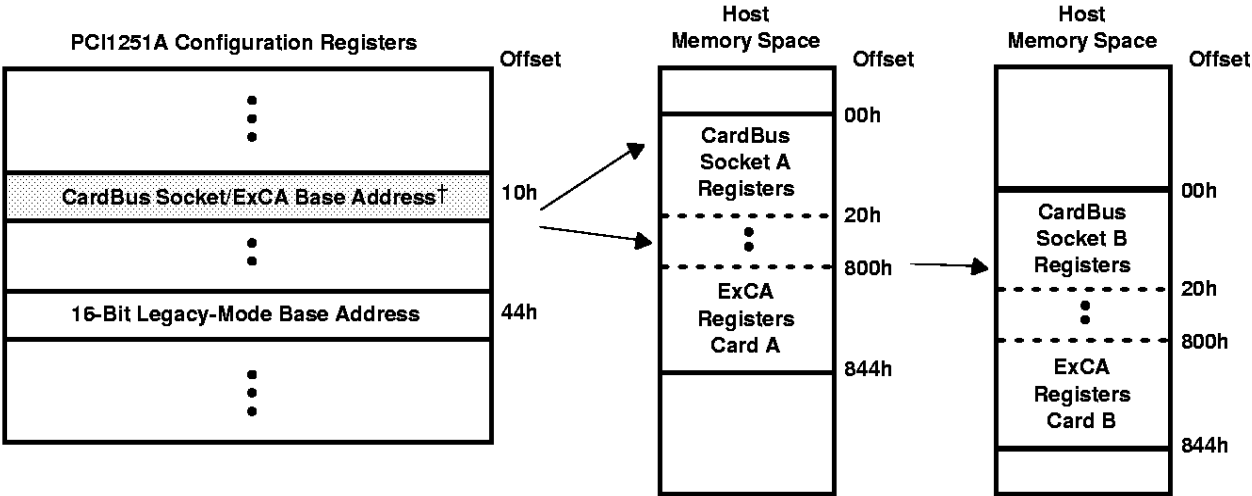 PCI1251A Configuration Registers
Offset
CardBus Socket/ExCA Base Address†
10h
16-Bit Legacy-Mode Base Address
44h
Host
Memory Space
Offset
00h
CardBus
Socket A
Registers
20h
800h
ExCA
Registers
Card A
844h
Host
Memory Space
Offset
00h
CardBus
Socket B
Registers
20h
800h
ExCA
Registers
Card B
844h